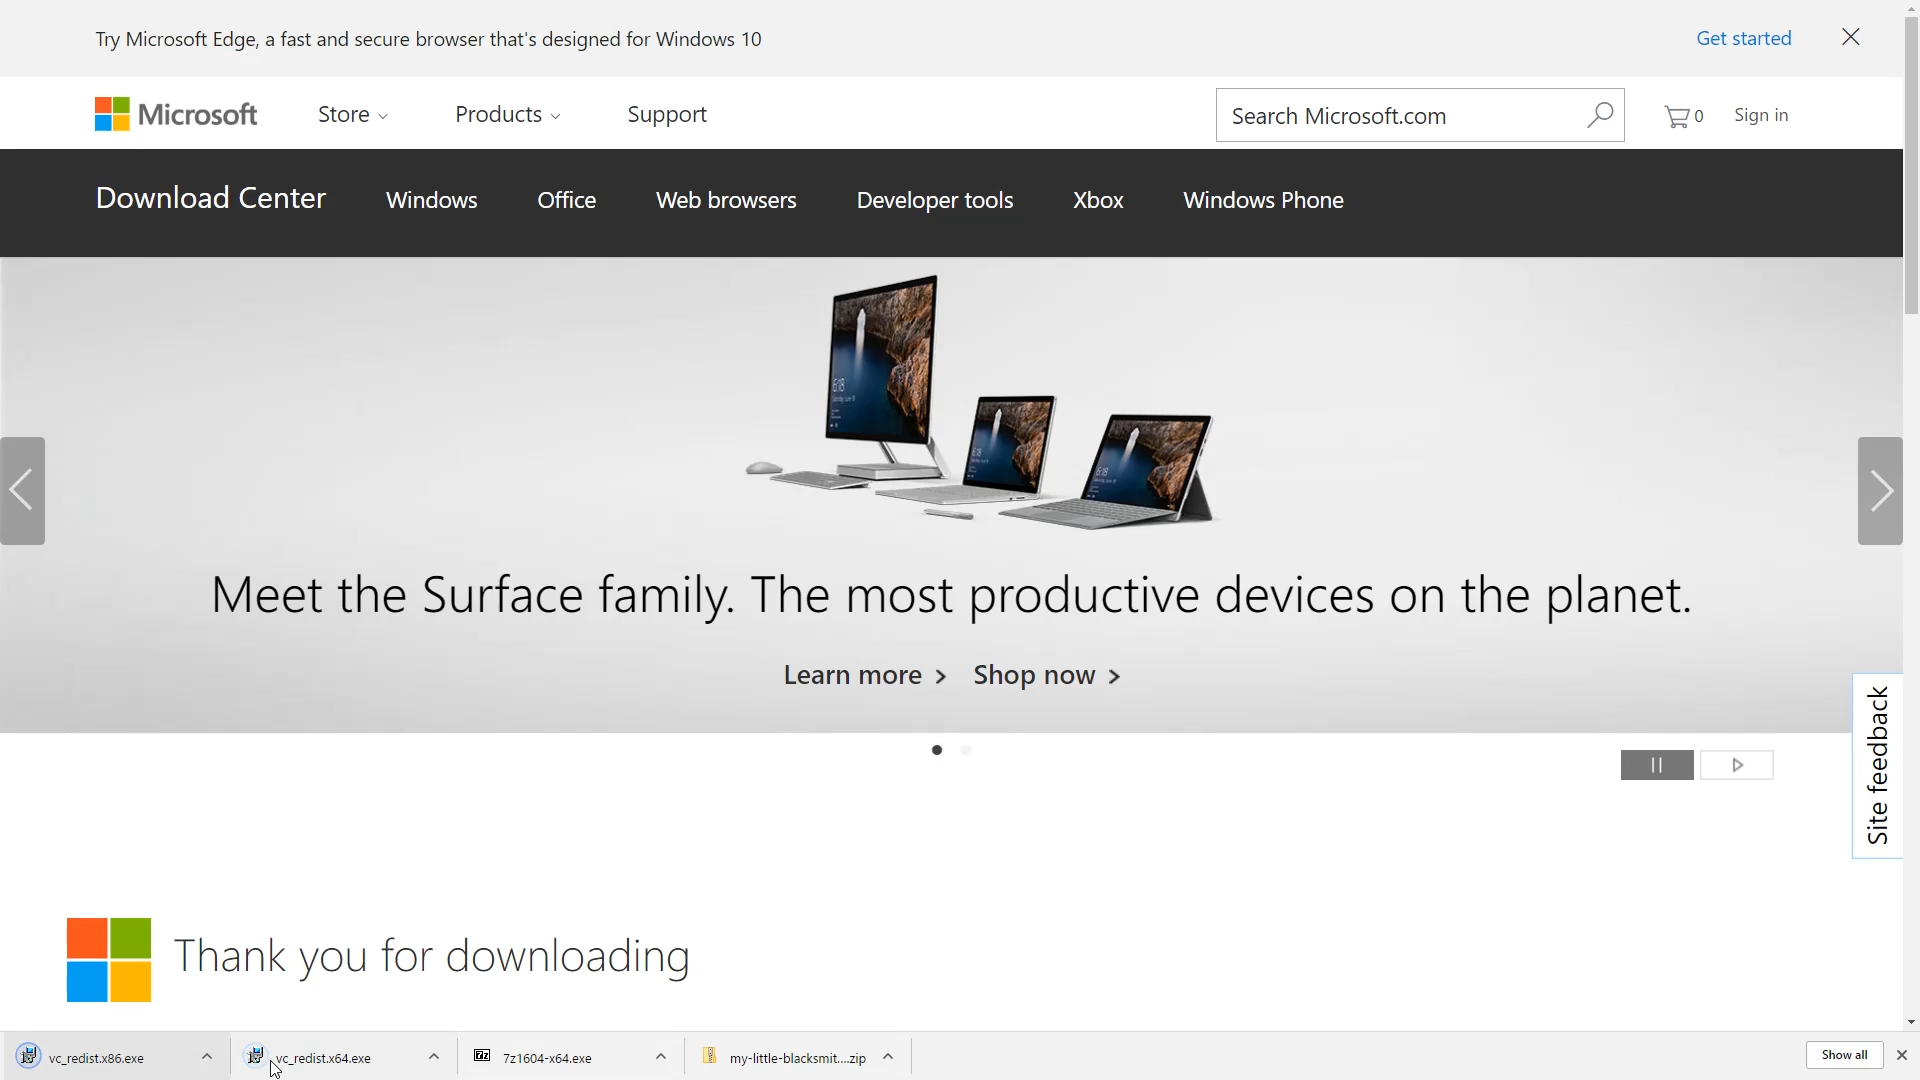 Try Microsoft Edge, a fast and secure browser that's designed for Windows 10
Get started
Microsoft
Store
Products
Support
Search Microsoft.com
0
Sign in
Download Center
Windows
Office
Web browsers
Developer tools
Xbox
Windows Phone
Meet the Surface family. The most productive devices on the planet.
Learn more
Shop now
Site feedback
Thank you for downloading
vc_redist.x86.exe
vc_redist.x64.exe
7z1604-x64.exe
my-little-blacksmit....zip
Show all